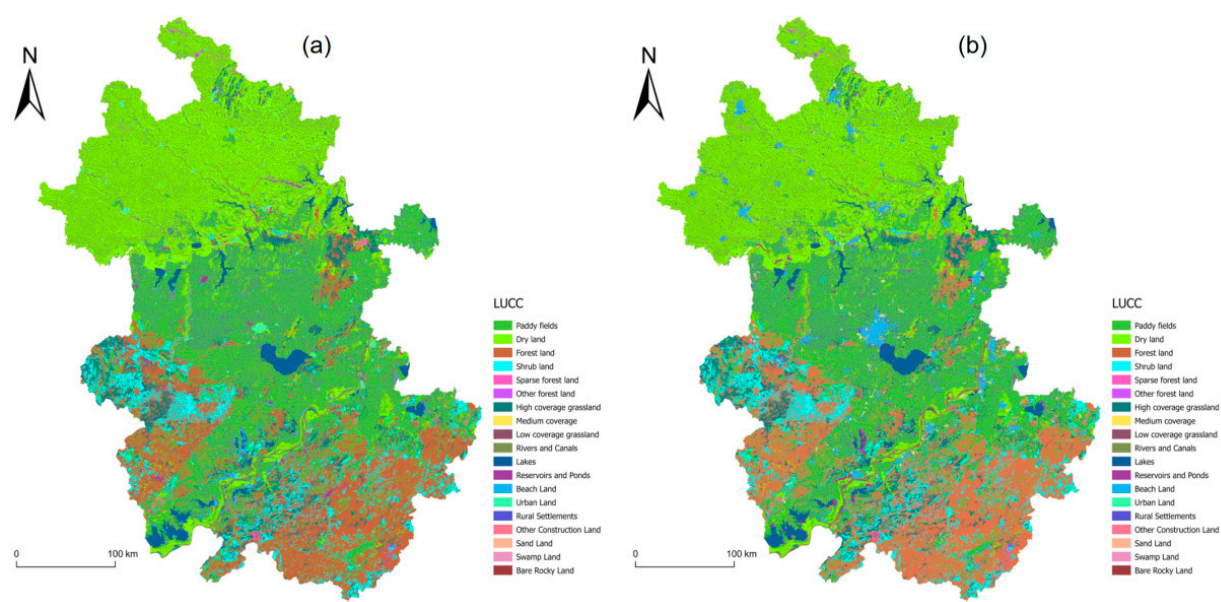 (a)
N
LUCC
Paddy fields
Dry land
Forest land
Shrub land
Sparse forest land
Other forest land
High coverage grassland
Medium coverage
Low coverage grassland
Rivers and Canals
Lakes
Reservoirs and Ponds
Beach Land
Urban Land
Rural Settlements
Other Construction Land
Sand Land
Swamp Land
Bare Rocky Land
0 100 km
(b)
N
LUCC
Paddy fields
Dry land
Forest land
Shrub land
Sparse forest land
Other forest land
High coverage grassland
Medium coverage
Low coverage grassland
Rivers and Canals
Lakes
Reservoirs and Ponds
Beach Land
Urban Land
Rural Settlements
Other Construction Land
Sand Land
Swamp Land
Bare Rocky Land
0 100 km